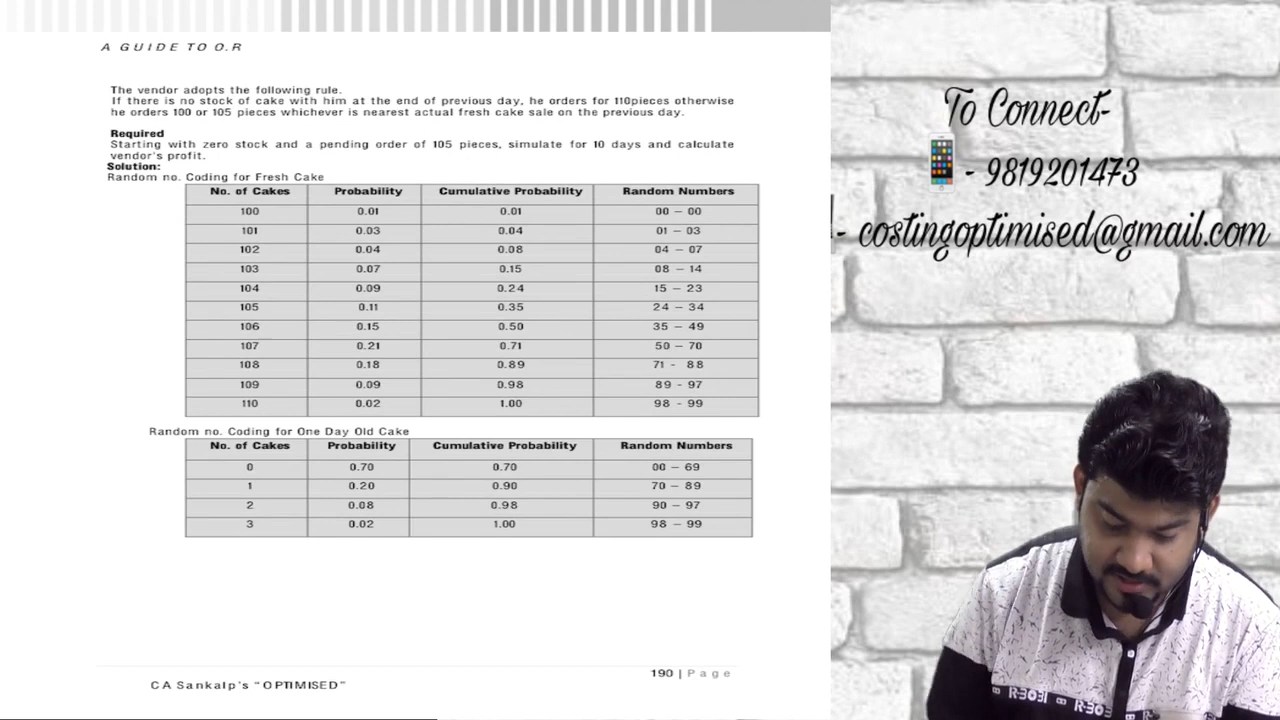 A GUIDE TO O.R
The vendor adopts the following rule.
If there is no stock of cake with him at the end of previous day, he orders for 110pieces otherwise
he orders 100 or 105 pieces whichever is nearest actual fresh cake sale on the previous day.
Required
Starting with zero stock and a pending order of 105 pieces, simulate for 10 days and calculate
vendor's profit.
Solution:
Random no. Coding for Fresh Cake
No. of Cakes Probability Cumulative Probability Random Numbers
100 0.01 0.01 00 – 00
101 0.03 0.04 01 – 03
102 0.04 0.08 04 – 07
103 0.07 0.15 08 – 14
104 0.09 0.24 15 – 23
105 0.11 0.35 24 – 34
106 0.15 0.50 35 – 49
107 0.21 0.71 50 – 70
108 0.18 0.89 71 - 88
109 0.09 0.98 89 - 97
110 0.02 1.00 98 - 99
Random no. Coding for One Day Old Cake
No. of Cakes Probability Cumulative Probability Random Numbers
0 0.70 0.70 00 – 69
1 0.20 0.90 70 – 89
2 0.08 0.98 90 – 97
3 0.02 1.00 98 – 99
190 | Page
CA Sankalp's "OPTIMISED"
To Connect-
- 9819201473
- costingoptimised@gmail.com
R-3O3!
R-3O3!